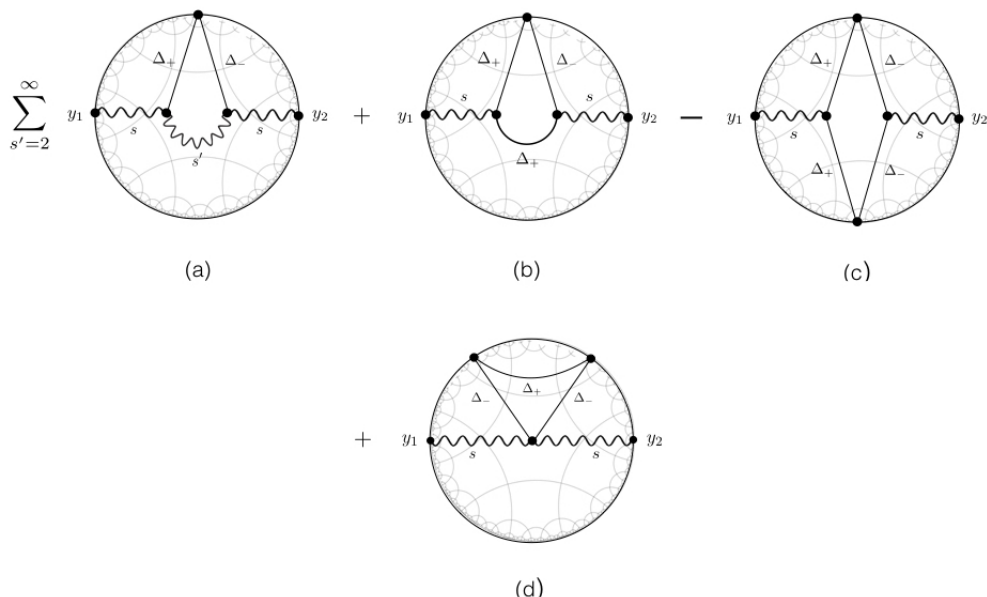 ∞
∑
s'=2
y₁ Δ₊ Δ₋ y₂
s s' s
+
y₁ s Δ₊ Δ₋ s y₂
Δ₊
−
y₁ Δ₊ Δ₋ y₂
s s
Δ₊ Δ₋
(a) (b) (c)
+
y₁ Δ₋ Δ₊ Δ₋ y₂
s s
(d)